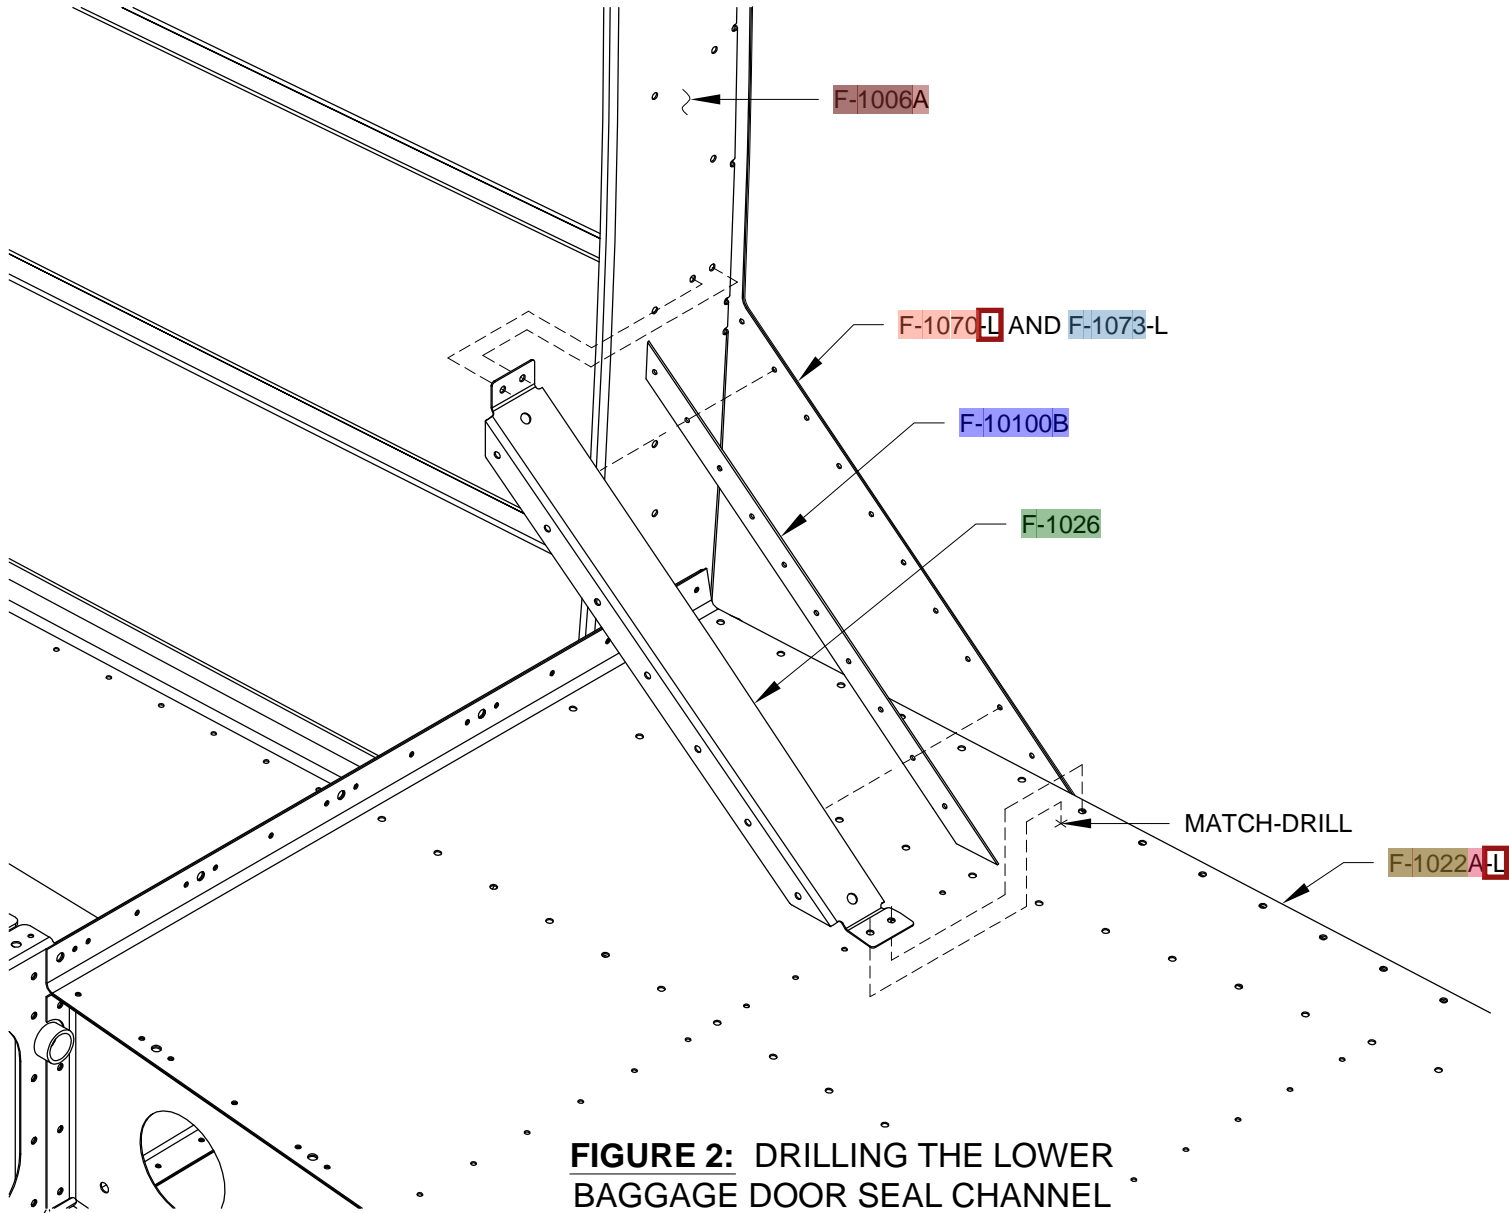 F-1006A
F-1070-L AND F-1073-L
F-10100B
F-1026
MATCH-DRILL
F-1022A-L
FIGURE 2: DRILLING THE LOWER
BAGGAGE DOOR SEAL CHANNEL